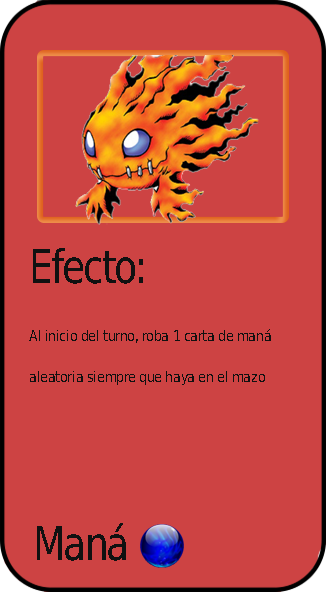 Efecto:
Al inicio del turno, roba 1 carta de maná
aleatoria siempre que haya en el mazo
Maná